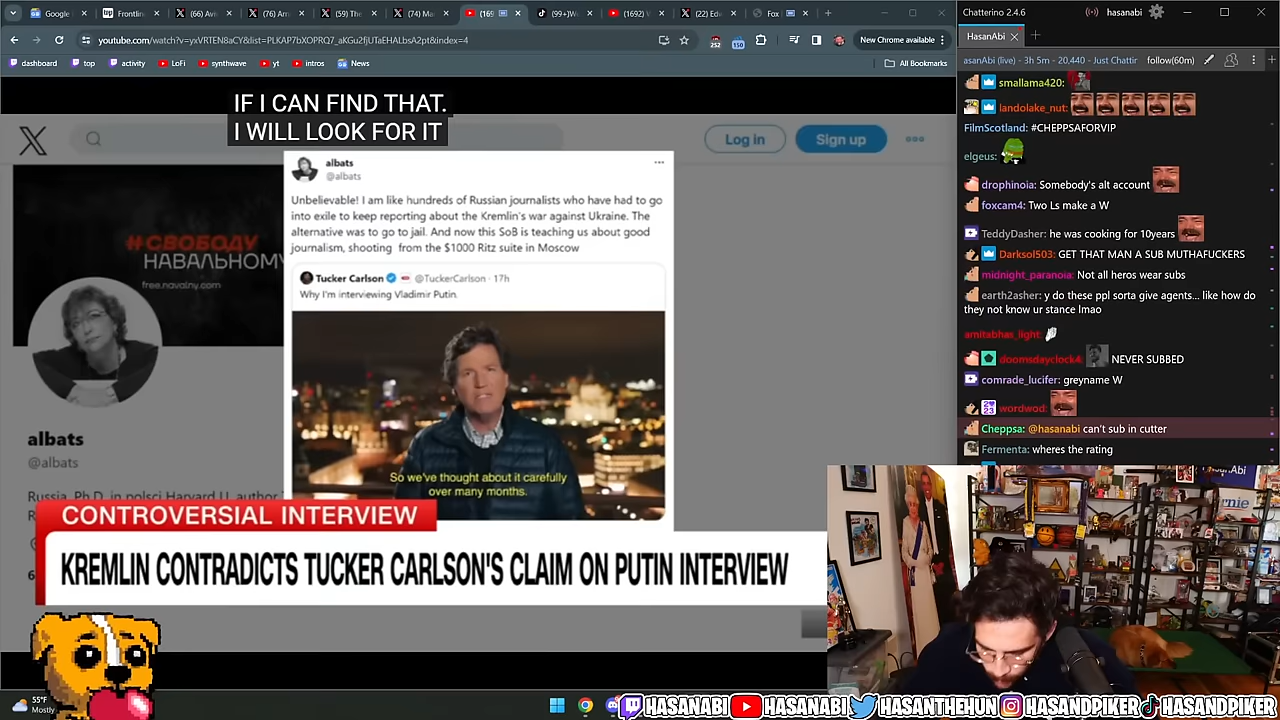 Google
Frontlin
(66) Avi
(76) Arr
(59) The
(74) Ma
(169
(99+)W
(1692) V
(22) Ed
Fox
youtube.com/watch?v=yxVRTEN8aCY&list=PLKAP7bXOPRQ7_aKGu2fjUTaEHALbsA2pt&index=4
252
150
New Chrome available
dashboard
top
activity
LoFi
synthwave
yt
intros
News
All Bookmarks
IF I CAN FIND THAT.
I WILL LOOK FOR IT
Log in
Sign up
albats
@albats
Unbelievable! I am like hundreds of Russian journalists who have had to go
into exile to keep reporting about the Kremlin's war against Ukraine. The
alternative was to go to jail. And now this SoB is teaching us about good
journalism, shooting from the $1000 Ritz suite in Moscow
Tucker Carlson @TuckerCarlson · 17h
Why I'm interviewing Vladimir Putin.
So we've thought about it carefully
over many months.
#СВОБОДУ
НАВАЛЬНОМУ
free.navalny.com
albats
@albats
Russia, Ph.D. in polsci Harvard U, author
CONTROVERSIAL INTERVIEW
KREMLIN CONTRADICTS TUCKER CARLSON'S CLAIM ON PUTIN INTERVIEW
55°F
Mostly
Chatterino 2.4.6
hasanabi
HasanAbi
asanAbi (live) - 3h 5m - 20,440 - Just Chattir
follow(60m)
smallama420:
landolake_nut:
FilmScotland: #CHEPPSAFORVIP
elgeus:
drophinoia: Somebody's alt account
foxcam4: Two Ls make a W
TeddyDasher: he was cooking for 10years
Darksol503: GET THAT MAN A SUB MUTHAFUCKERS
midnight_paranoia: Not all heros wear subs
earth2asher: y do these ppl sorta give agents... like how do
they not know ur stance lmao
amitabhas_light:
doomsdayclock4: NEVER SUBBED
comrade_lucifer: greyname W
wordwod:
Cheppsa: @hasanabi can't sub in cutter
Fermenta: wheres the rating
HASANABI
HASANABI
HASANTHEHUN
HASANDPIKER
HASANDPIKER